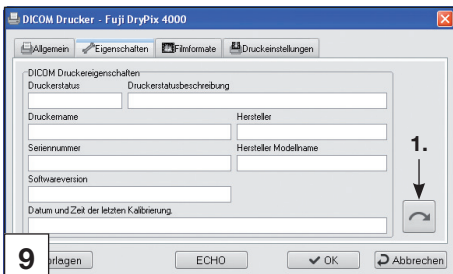 DICOM Drucker - Fuji DryPix 4000
Allgemein Eigenschaften Filmformate Druckeinstellungen
DICOM Druckereigenschaften
Druckerstatus Druckerstatusbeschreibung
Druckername Hersteller
Seriennummer Hersteller Modellname
1.
Softwareversion
Datum und Zeit der letzten Kalibrierung.
9 orlagen ECHO OK Abbrechen